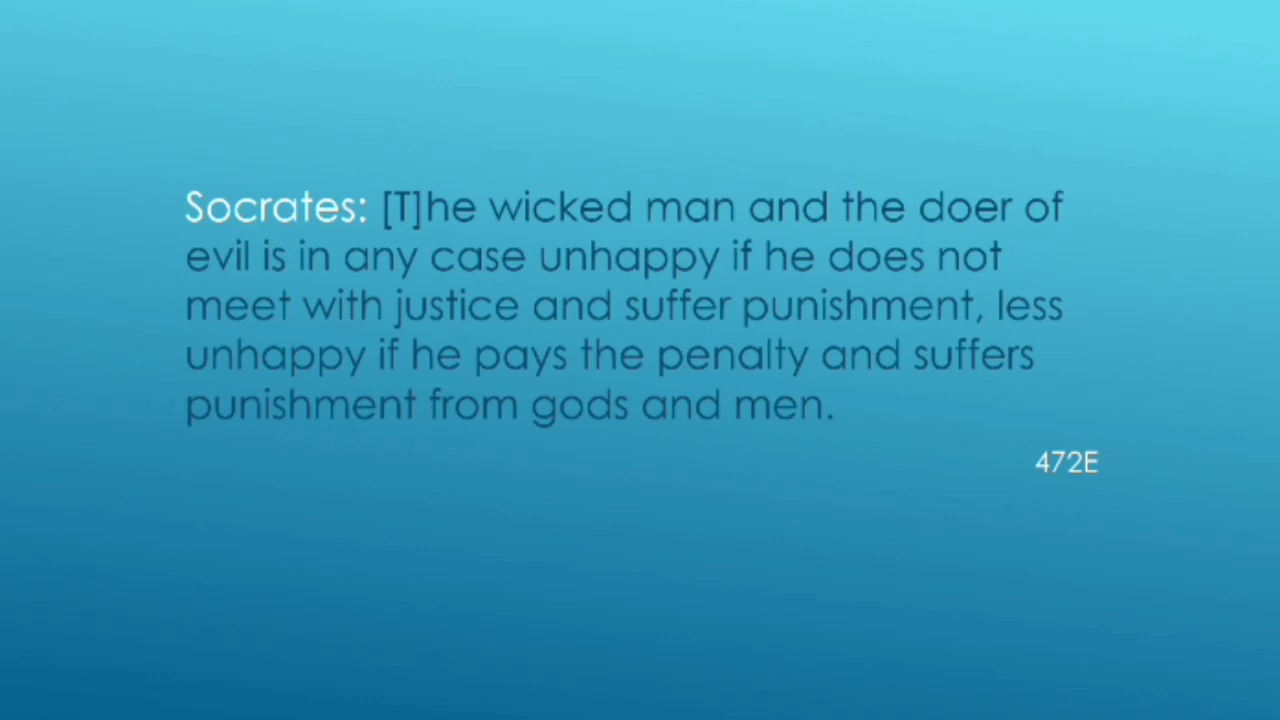 Socrates: [T]he wicked man and the doer of
evil is in any case unhappy if he does not
meet with justice and suffer punishment, less
unhappy if he pays the penalty and suffers
punishment from gods and men.
472E